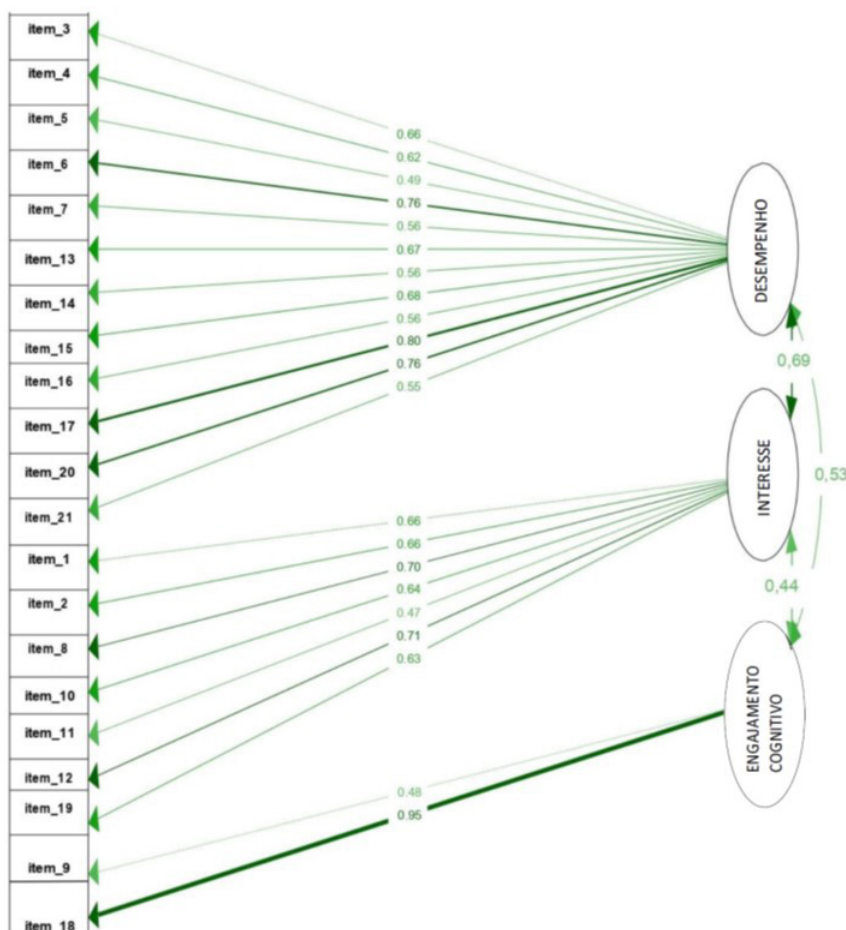 item_3
item_4
item_5
item_6
item_7
item_13
item_14
item_15
item_16
item_17
item_20
item_21
item_1
item_2
item_8
item_10
item_11
item_12
item_19
item_9
item_18
0.66
0.62
0.49
0.76
0.56
0.67
0.56
0.68
0.56
0.80
0.76
0.55
0.66
0.66
0.70
0.64
0.47
0.71
0.63
0.48
0.95
DESEMPENHO
0,69
INTERESSE
0,53
0,44
ENGAJAMENTO
COGNITIVO